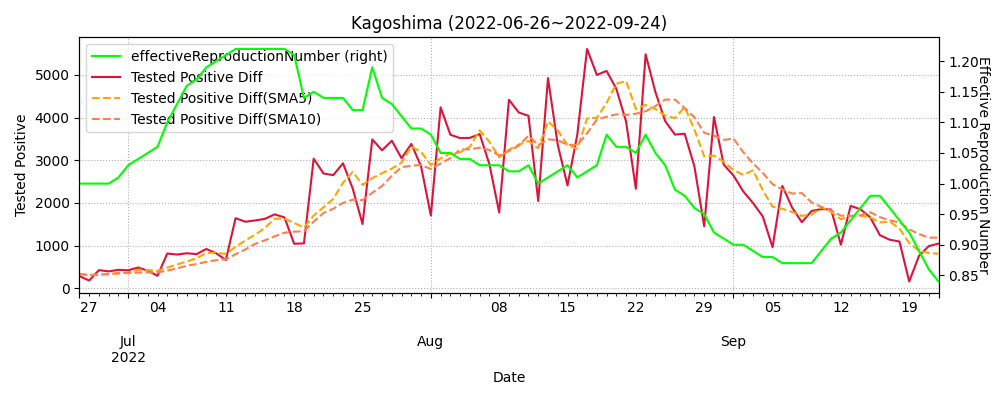 Kagoshima (2022-06-26~2022-09-24)
effectiveReproductionNumber (right)
Tested Positive Diff
Tested Positive Diff(SMA5)
Tested Positive Diff(SMA10)
Tested Positive
5000
4000
3000
2000
1000
0
1.20
1.15
1.10
1.05
1.00
0.95
0.90
0.85
Effective Reproduction Number
27 04 11 18 25 08 15 22 29 05 12 19
Jul Aug Sep
2022
Date